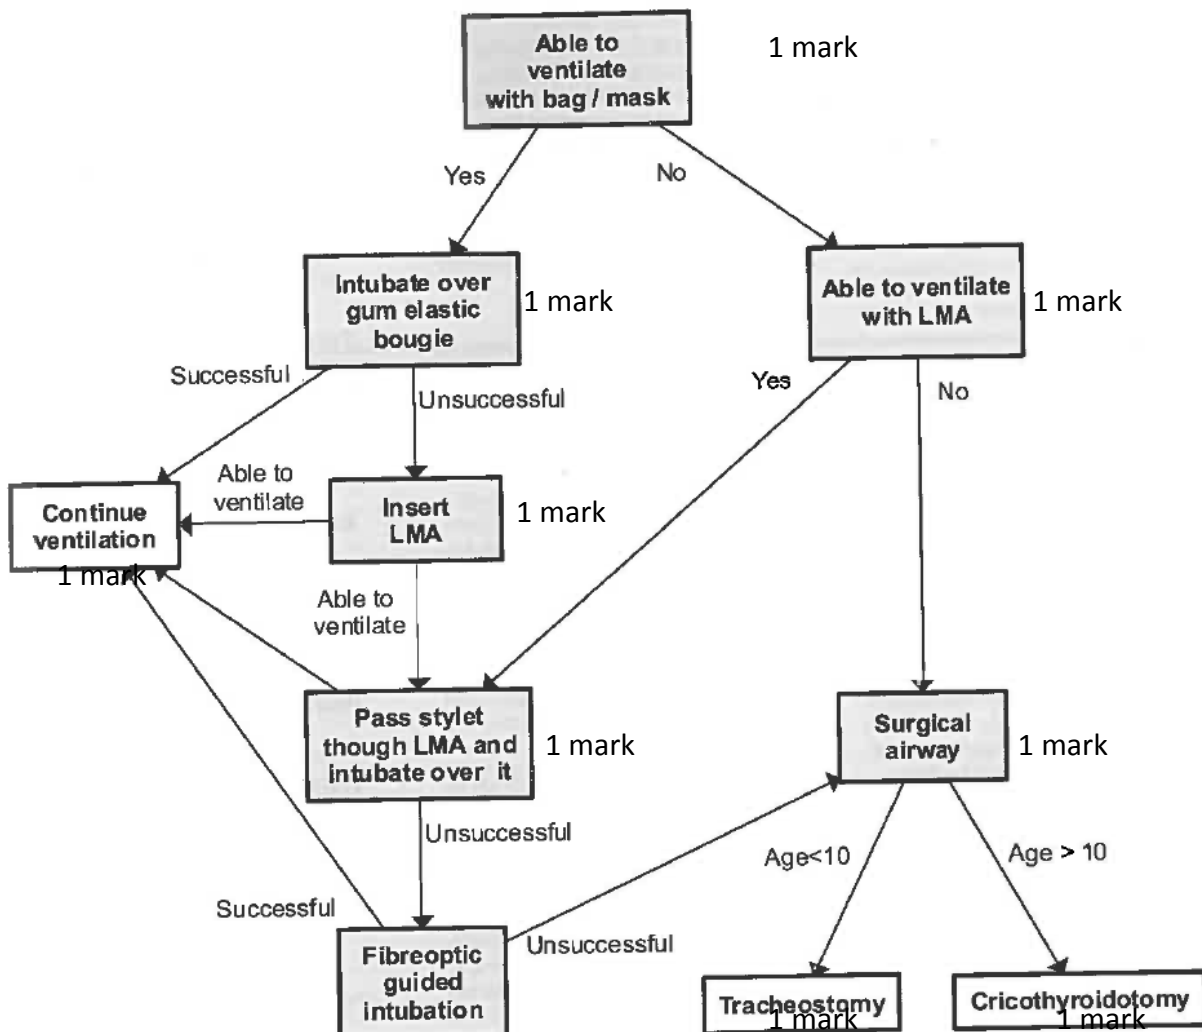 Able to
ventilate
with bag / mask
1 mark
Yes
No
Intubate over
gum elastic
bougie
1 mark
Able to ventilate
with LMA
1 mark
Successful
Unsuccessful
Yes
No
Able to
ventilate
Continue
ventilation
1 mark
Insert
LMA
1 mark
Able to
ventilate
Pass stylet
though LMA and
intubate over it
1 mark
Surgical
airway
1 mark
Unsuccessful
Age<10
Age > 10
Successful
Unsuccessful
Fibreoptic
guided
intubation
Tracheostomy
1 mark
Cricothyroidotomy
1 mark